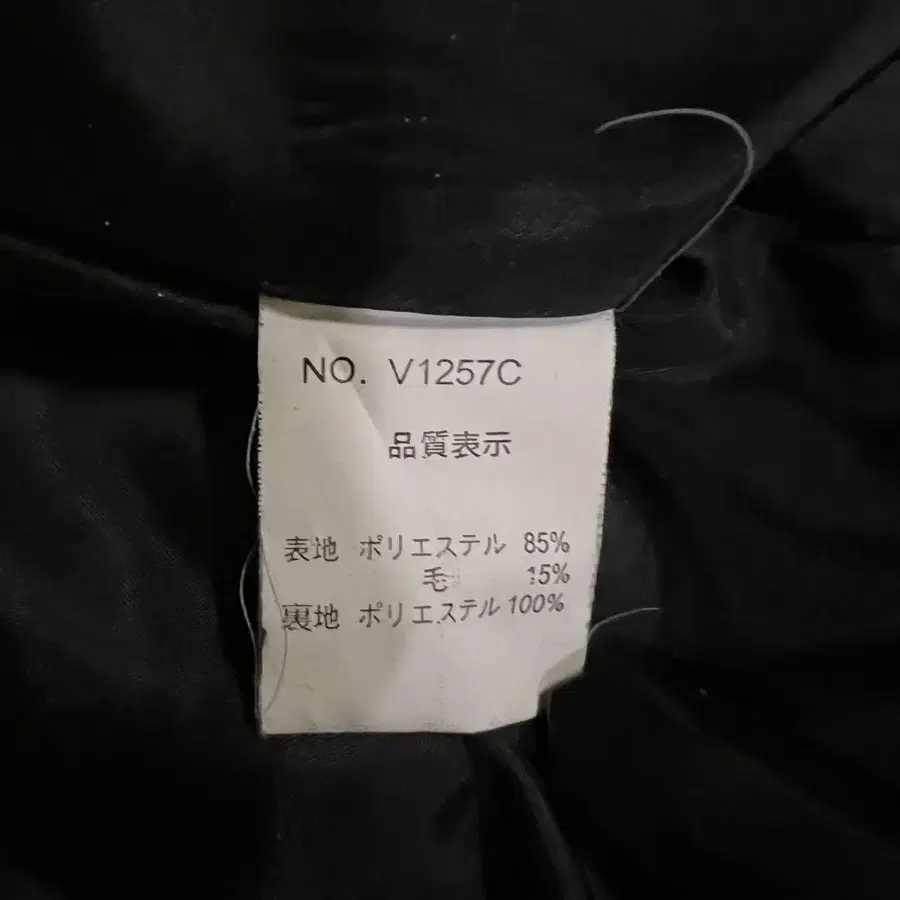 NO. V1257C
品質表示
表地 ポリエステル 85%
毛 15%
裏地 ポリエステル 100%